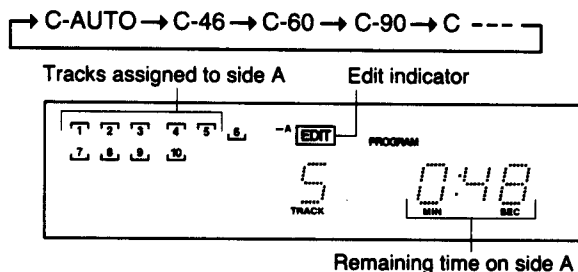 C-AUTO → C-46 → C-60 → C-90 → C ----
Tracks assigned to side A
Edit indicator
1 2 3 4 5 6 -A EDIT PROGRAM
7 8 9 10
5 0:48
TRACK MIN SEC
Remaining time on side A